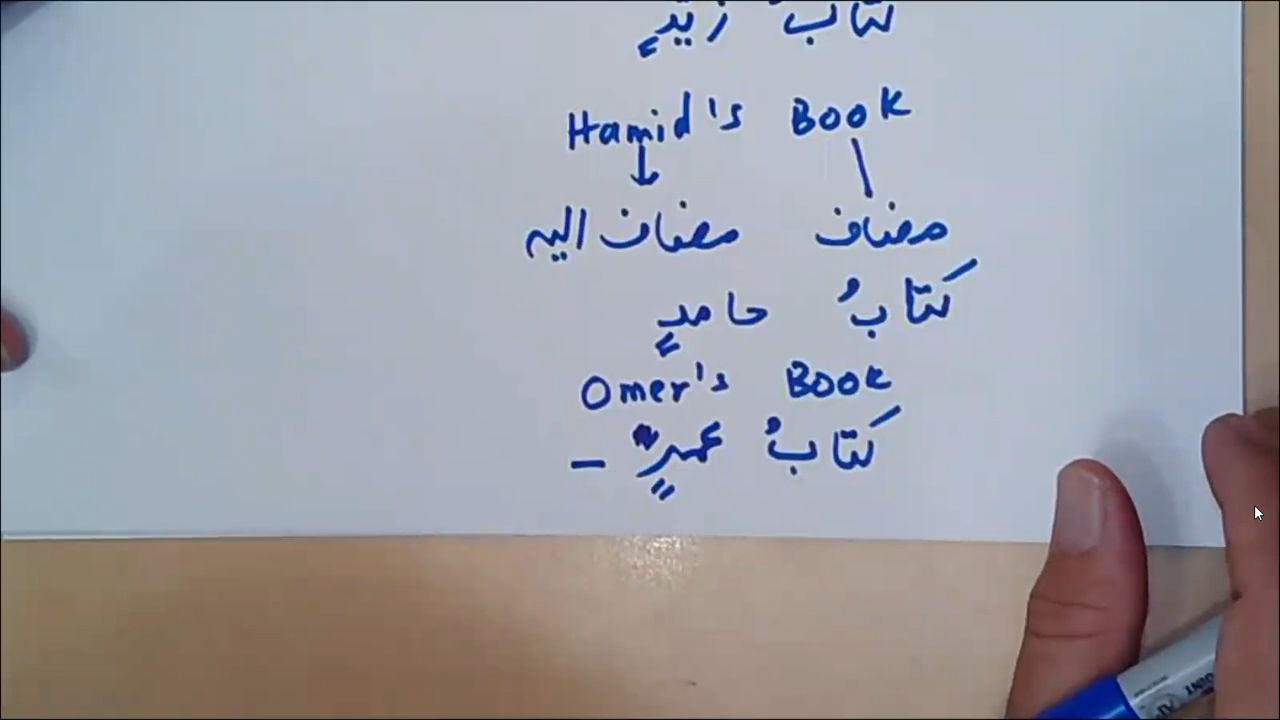 كتاب زيدٍ
Hamid's Book
مضاف مضاف اليه
كتابُ حامدٍ
Omer's Book
كتابُ عمرٍ –